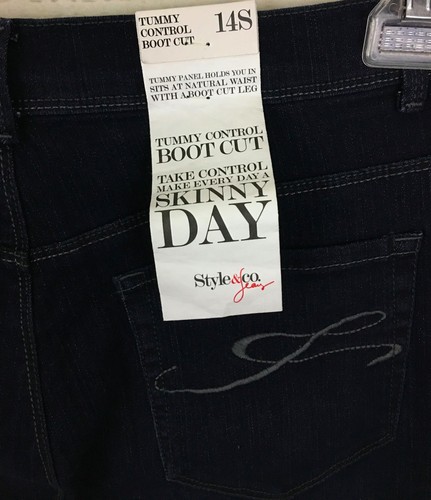 TUMMY
CONTROL
BOOT CUT
14S
TUMMY PANEL HOLDS YOU IN
SITS AT NATURAL WAIST
WITH A BOOT CUT LEG
TUMMY CONTROL
BOOT CUT
TAKE CONTROL
MAKE EVERY DAY A
SKINNY
DAY
Style&co.
Jeans